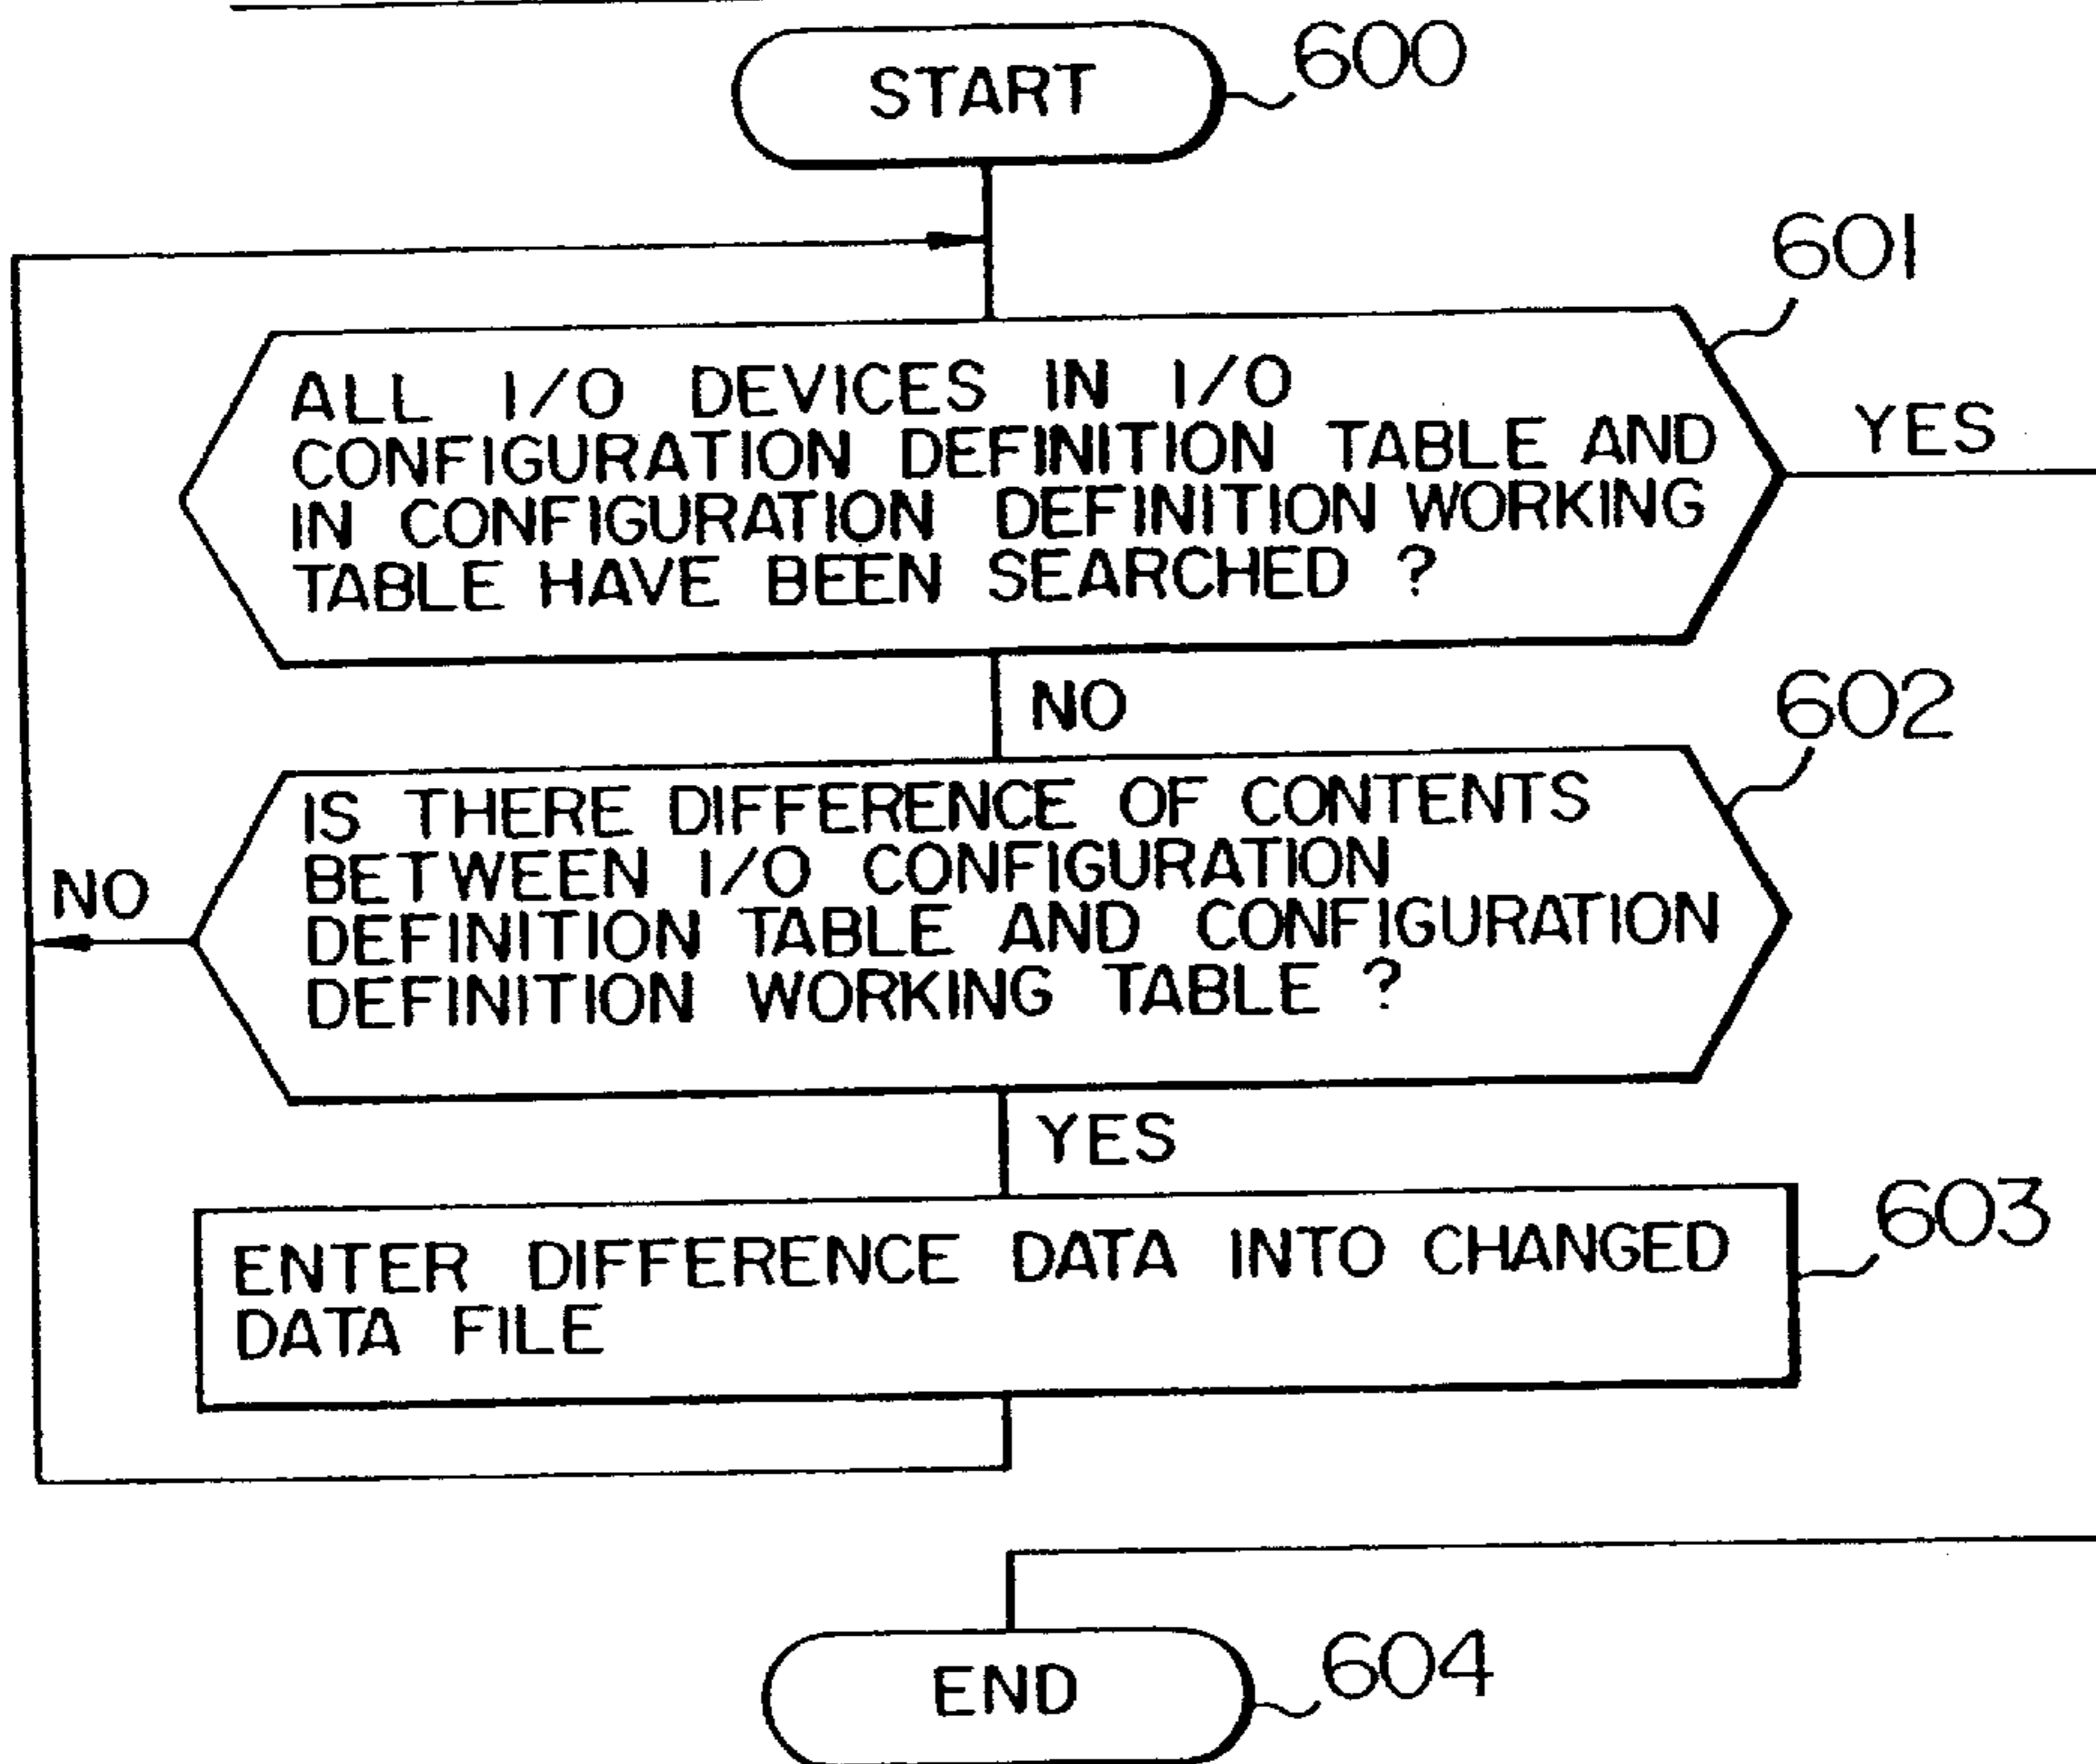 START
600
601
ALL I/O DEVICES IN I/O
CONFIGURATION DEFINITION TABLE AND
IN CONFIGURATION DEFINITION WORKING
TABLE HAVE BEEN SEARCHED ?
YES
NO
602
IS THERE DIFFERENCE OF CONTENTS
BETWEEN I/O CONFIGURATION
DEFINITION TABLE AND CONFIGURATION
DEFINITION WORKING TABLE ?
NO
YES
603
ENTER DIFFERENCE DATA INTO CHANGED
DATA FILE
END
604